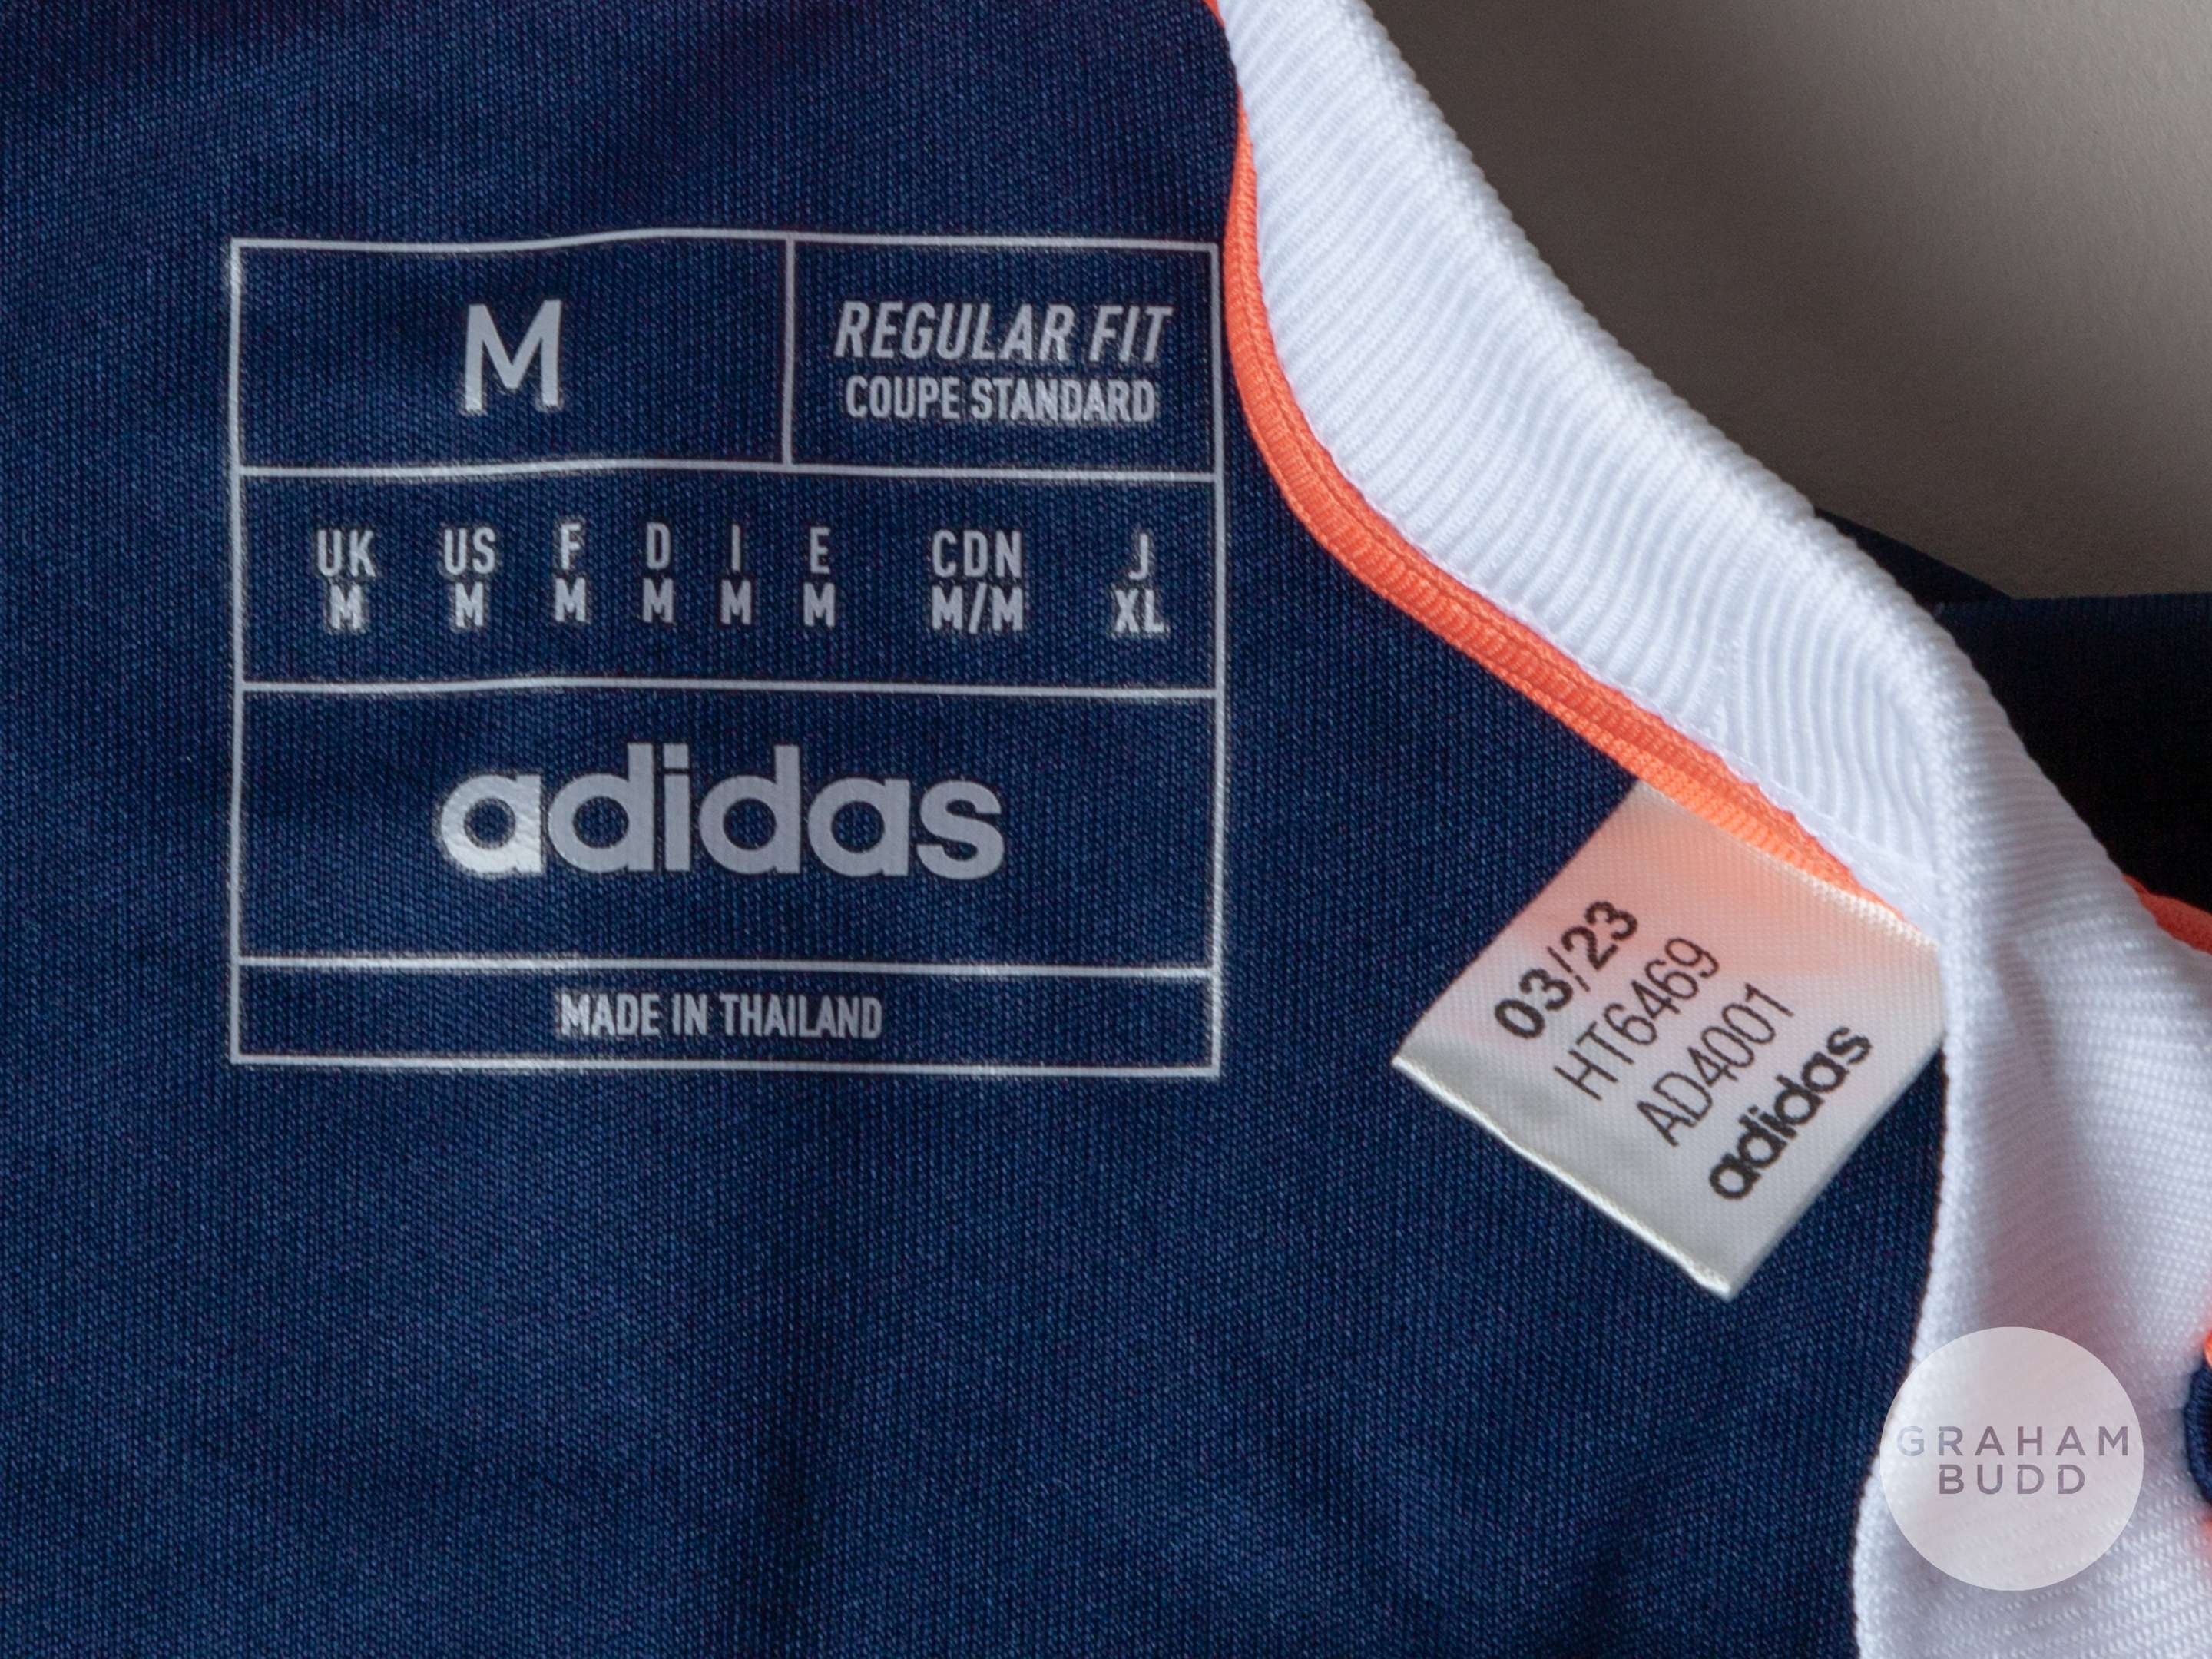 M
REGULAR FIT
COUPE STANDARD
UK US F D I E CDN J
M M M M M M M/M XL
adidas
MADE IN THAILAND
03/23
HT6469
AD4001
adidas
GRAHAM
BUDD